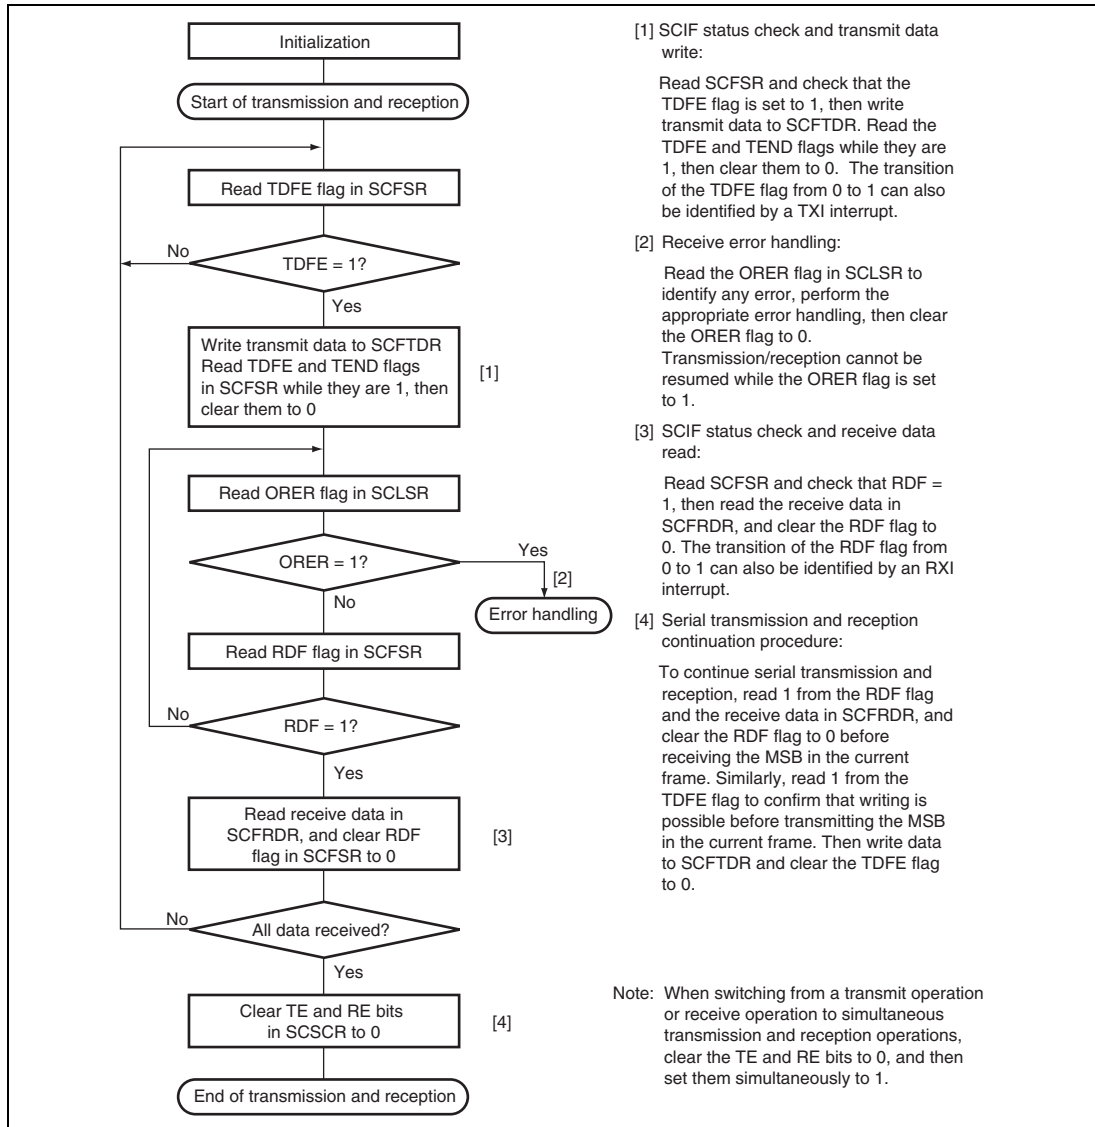 Initialization
Start of transmission and reception
Read TDFE flag in SCFSR
No
TDFE = 1?
Yes
Write transmit data to SCFTDR
Read TDFE and TEND flags
in SCFSR while they are 1, then
clear them to 0
[1]
Read ORER flag in SCLSR
ORER = 1?
Yes
[2]
No
Error handling
Read RDF flag in SCFSR
No
RDF = 1?
Yes
Read receive data in
SCFRDR, and clear RDF
flag in SCFSR to 0
[3]
No
All data received?
Yes
Clear TE and RE bits
in SCSCR to 0
[4]
End of transmission and reception
[1] SCIF status check and transmit data
write:
Read SCFSR and check that the
TDFE flag is set to 1, then write
transmit data to SCFTDR. Read the
TDFE and TEND flags while they are
1, then clear them to 0. The transition
of the TDFE flag from 0 to 1 can also
be identified by a TXI interrupt.
[2] Receive error handling:
Read the ORER flag in SCLSR to
identify any error, perform the
appropriate error handling, then clear
the ORER flag to 0.
Transmission/reception cannot be
resumed while the ORER flag is set
to 1.
[3] SCIF status check and receive data
read:
Read SCFSR and check that RDF =
1, then read the receive data in
SCFRDR, and clear the RDF flag to
0. The transition of the RDF flag from
0 to 1 can also be identified by an RXI
interrupt.
[4] Serial transmission and reception
continuation procedure:
To continue serial transmission and
reception, read 1 from the RDF flag
and the receive data in SCFRDR, and
clear the RDF flag to 0 before
receiving the MSB in the current
frame. Similarly, read 1 from the
TDFE flag to confirm that writing is
possible before transmitting the MSB
in the current frame. Then write data
to SCFTDR and clear the TDFE flag
to 0.
Note: When switching from a transmit operation
or receive operation to simultaneous
transmission and reception operations,
clear the TE and RE bits to 0, and then
set them simultaneously to 1.